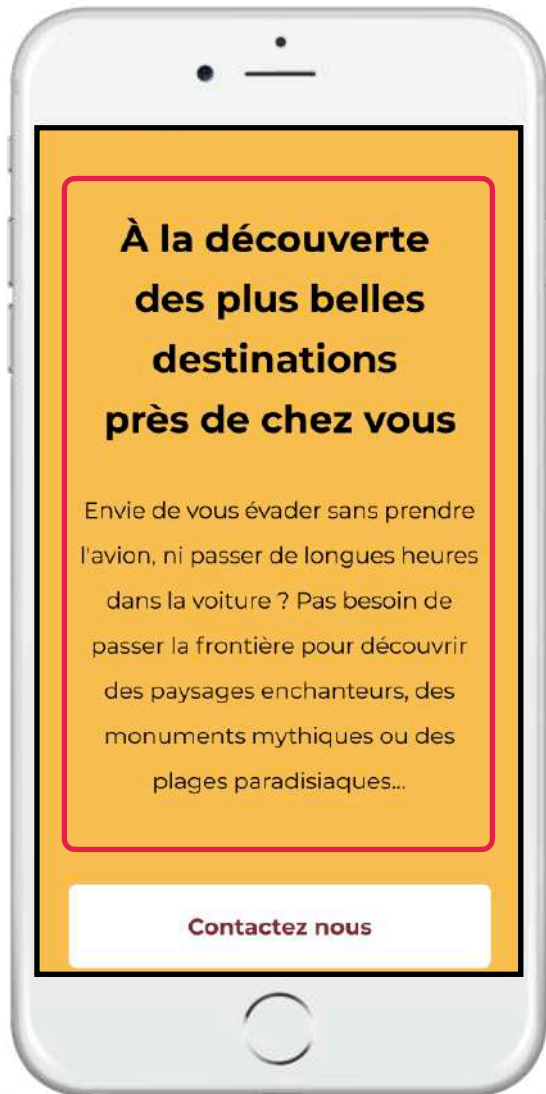 À la découverte
des plus belles
destinations
près de chez vous
Envie de vous évader sans prendre
l'avion, ni passer de longues heures
dans la voiture ? Pas besoin de
passer la frontière pour découvrir
des paysages enchanteurs, des
monuments mythiques ou des
plages paradisiaques...
Contactez nous